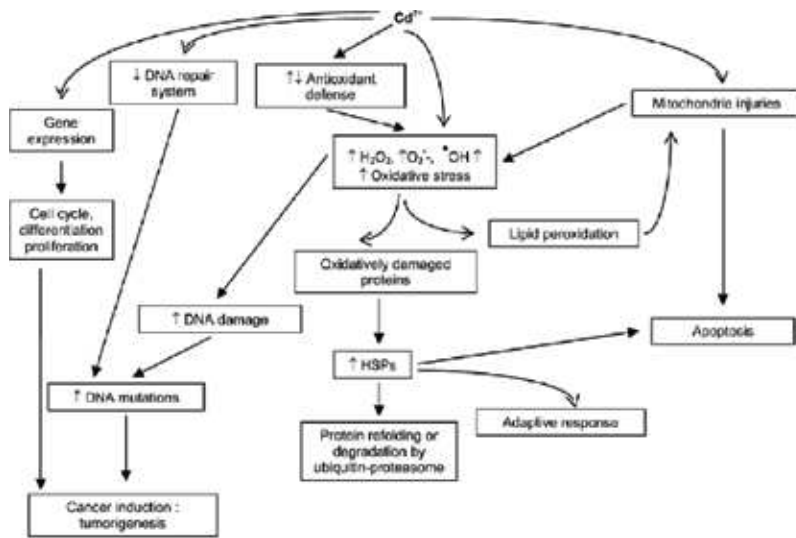 Cd²⁺
↓ DNA repair
system
↑↓ Antioxidant
defense
Mitochondrie injuries
Gene
expression
↑ H₂O₂, ↑O₂•-, •OH ↑
↑ Oxidative stress
Cell cycle,
differentiation
proliferation
Lipid peroxidation
Oxidatively damaged
proteins
↑ DNA damage
Apoptosis
↑ HSPs
↑ DNA mutations
Adaptive response
Protein refolding or
degradation by
ubiquitin-proteasome
Cancer induction :
tumorigenesis